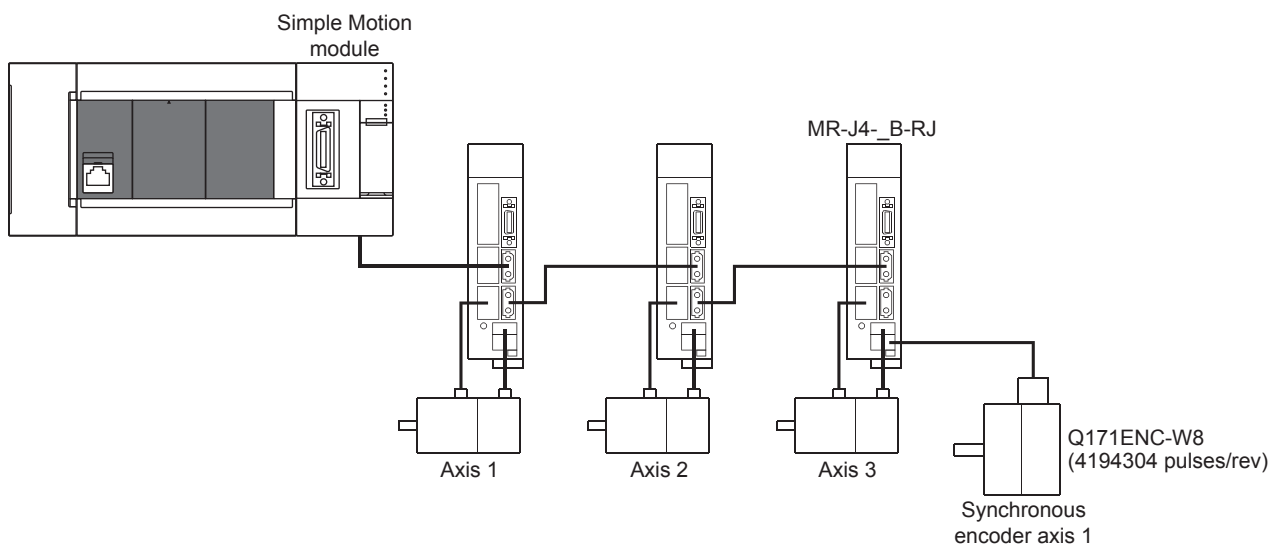 Simple Motion
module
MR-J4-_B-RJ
Axis 1
Axis 2
Axis 3
Q171ENC-W8
(4194304 pulses/rev)
Synchronous
encoder axis 1